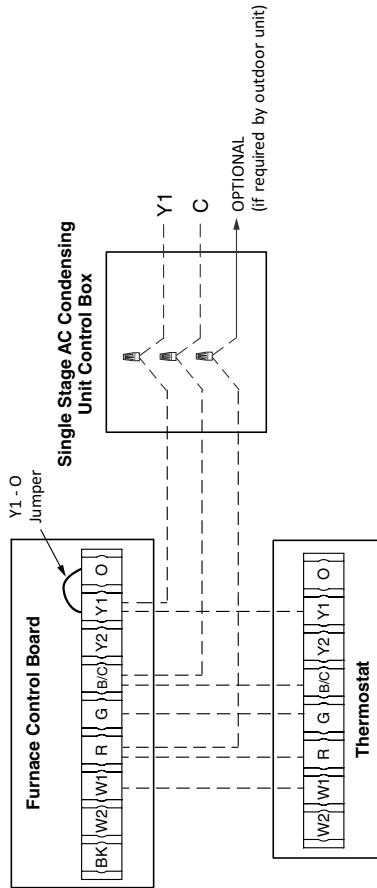 Y1 - O
Jumper
Furnace Control Board
BK W2 W1 R G B/C Y2 Y1 O
Single Stage AC Condensing
Unit Control Box
Y1
C
OPTIONAL
(if required by outdoor unit)
W2 W1 R G B/C Y2 Y1 O
Thermostat